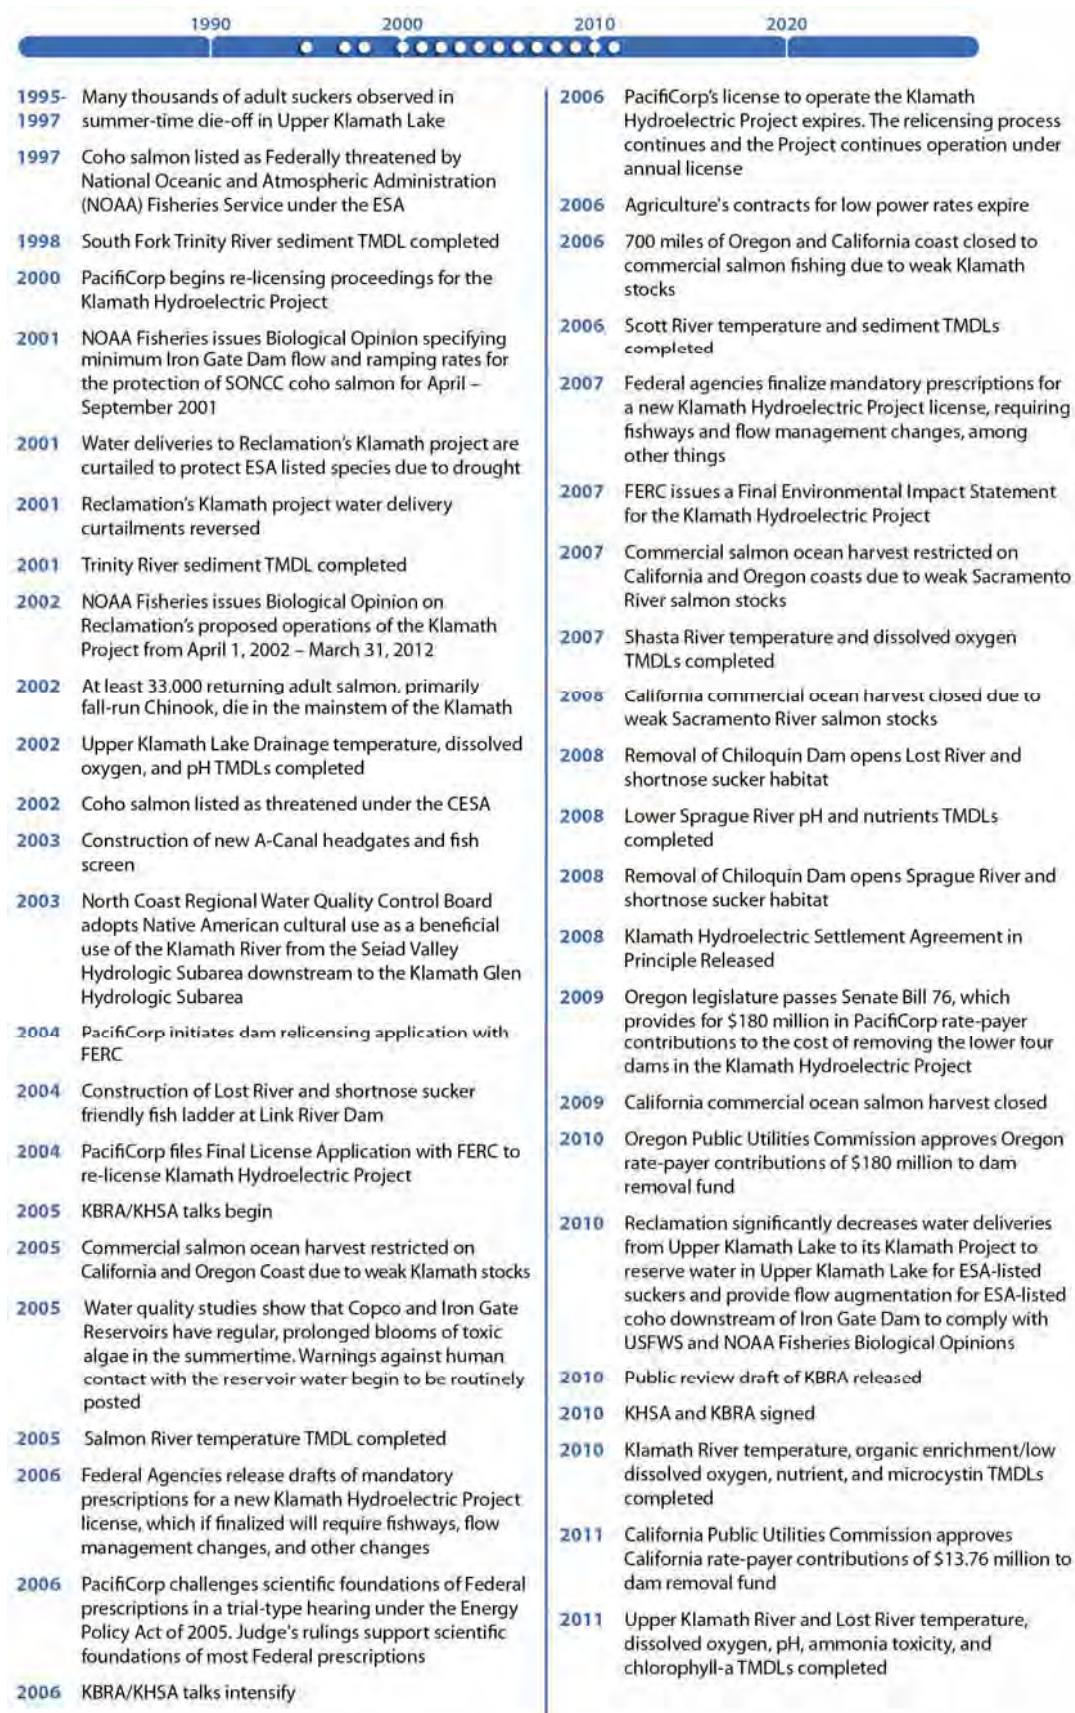 1990 2000 2010 2020
1995- Many thousands of adult suckers observed in
1997 summer-time die-off in Upper Klamath Lake
1997 Coho salmon listed as Federally threatened by
National Oceanic and Atmospheric Administration
(NOAA) Fisheries Service under the ESA
1998 South Fork Trinity River sediment TMDL completed
2000 PacifiCorp begins re-licensing proceedings for the
Klamath Hydroelectric Project
2001 NOAA Fisheries issues Biological Opinion specifying
minimum Iron Gate Dam flow and ramping rates for
the protection of SONCC coho salmon for April –
September 2001
2001 Water deliveries to Reclamation's Klamath project are
curtailed to protect ESA listed species due to drought
2001 Reclamation's Klamath project water delivery
curtailments reversed
2001 Trinity River sediment TMDL completed
2002 NOAA Fisheries issues Biological Opinion on
Reclamation's proposed operations of the Klamath
Project from April 1, 2002 – March 31, 2012
2002 At least 33,000 returning adult salmon, primarily
fall-run Chinook, die in the mainstem of the Klamath
2002 Upper Klamath Lake Drainage temperature, dissolved
oxygen, and pH TMDLs completed
2002 Coho salmon listed as threatened under the CESA
2003 Construction of new A-Canal headgates and fish
screen
2003 North Coast Regional Water Quality Control Board
adopts Native American cultural use as a beneficial
use of the Klamath River from the Seiad Valley
Hydrologic Subarea downstream to the Klamath Glen
Hydrologic Subarea
2004 PacifiCorp initiates dam relicensing application with
FERC
2004 Construction of Lost River and shortnose sucker
friendly fish ladder at Link River Dam
2004 PacifiCorp files Final License Application with FERC to
re-license Klamath Hydroelectric Project
2005 KBRA/KHSA talks begin
2005 Commercial salmon ocean harvest restricted on
California and Oregon Coast due to weak Klamath stocks
2005 Water quality studies show that Copco and Iron Gate
Reservoirs have regular, prolonged blooms of toxic
algae in the summertime. Warnings against human
contact with the reservoir water begin to be routinely
posted
2005 Salmon River temperature TMDL completed
2006 Federal Agencies release drafts of mandatory
prescriptions for a new Klamath Hydroelectric Project
license, which if finalized will require fishways, flow
management changes, and other changes
2006 PacifiCorp challenges scientific foundations of Federal
prescriptions in a trial-type hearing under the Energy
Policy Act of 2005. Judge's rulings support scientific
foundations of most Federal prescriptions
2006 KBRA/KHSA talks intensify
2006 PacifiCorp's license to operate the Klamath
Hydroelectric Project expires. The relicensing process
continues and the Project continues operation under
annual license
2006 Agriculture's contracts for low power rates expire
2006 700 miles of Oregon and California coast closed to
commercial salmon fishing due to weak Klamath
stocks
2006 Scott River temperature and sediment TMDLs
completed
2007 Federal agencies finalize mandatory prescriptions for
a new Klamath Hydroelectric Project license, requiring
fishways and flow management changes, among
other things
2007 FERC issues a Final Environmental Impact Statement
for the Klamath Hydroelectric Project
2007 Commercial salmon ocean harvest restricted on
California and Oregon coasts due to weak Sacramento
River salmon stocks
2007 Shasta River temperature and dissolved oxygen
TMDLs completed
2008 California commercial ocean harvest closed due to
weak Sacramento River salmon stocks
2008 Removal of Chiloquin Dam opens Lost River and
shortnose sucker habitat
2008 Lower Sprague River pH and nutrients TMDLs
completed
2008 Removal of Chiloquin Dam opens Sprague River and
shortnose sucker habitat
2008 Klamath Hydroelectric Settlement Agreement in
Principle Released
2009 Oregon legislature passes Senate Bill 76, which
provides for $180 million in PacifiCorp rate-payer
contributions to the cost of removing the lower four
dams in the Klamath Hydroelectric Project
2009 California commercial ocean salmon harvest closed
2010 Oregon Public Utilities Commission approves Oregon
rate-payer contributions of $180 million to dam
removal fund
2010 Reclamation significantly decreases water deliveries
from Upper Klamath Lake to its Klamath Project to
reserve water in Upper Klamath Lake for ESA-listed
suckers and provide flow augmentation for ESA-listed
coho downstream of Iron Gate Dam to comply with
USFWS and NOAA Fisheries Biological Opinions
2010 Public review draft of KBRA released
2010 KHSA and KBRA signed
2010 Klamath River temperature, organic enrichment/low
dissolved oxygen, nutrient, and microcystin TMDLs
completed
2011 California Public Utilities Commission approves
California rate-payer contributions of $13.76 million to
dam removal fund
2011 Upper Klamath River and Lost River temperature,
dissolved oxygen, pH, ammonia toxicity, and
chlorophyll-a TMDLs completed